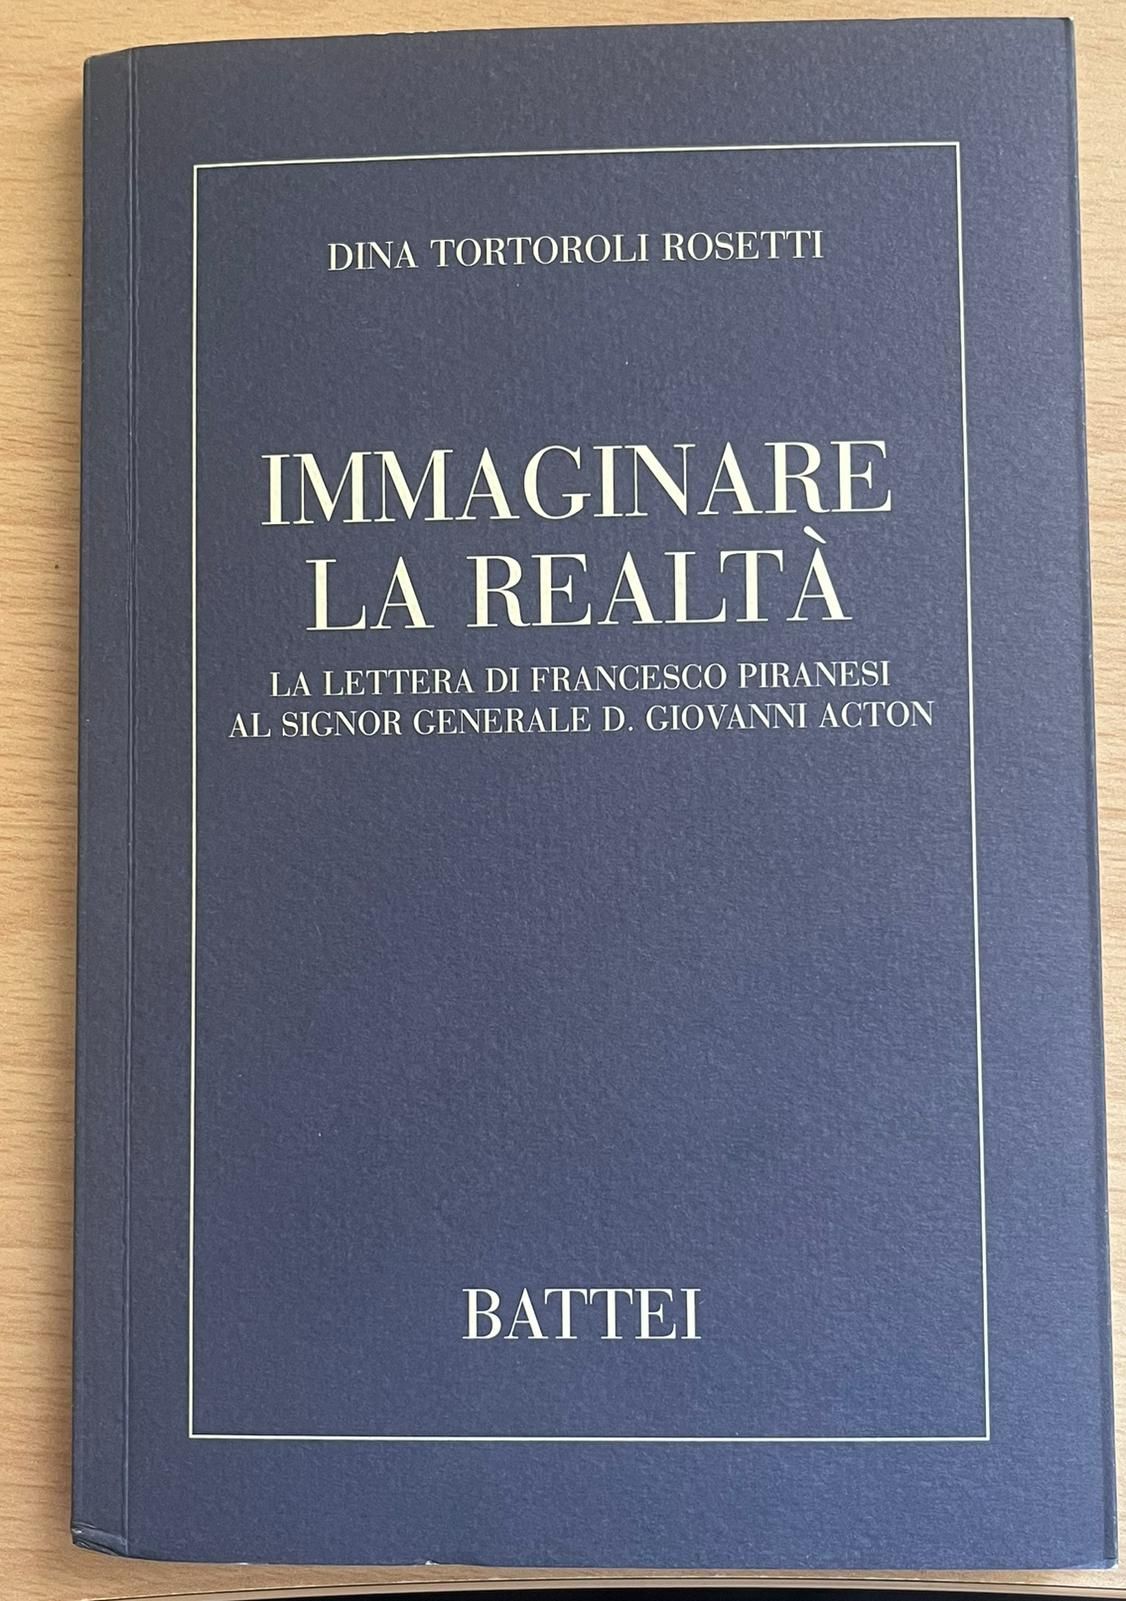 DINA TORTOROLI ROSETTI
IMMAGINARE
LA REALTÀ
LA LETTERA DI FRANCESCO PIRANESI
AL SIGNOR GENERALE D. GIOVANNI ACTON
BATTEI